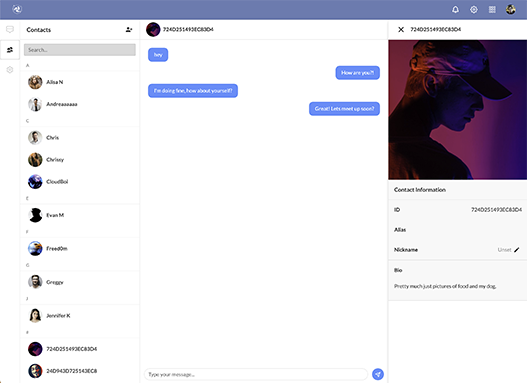 Contacts
Search...
A
Alisa N
Andreaaaaaa
C
Chris
Chrissy
CloudBoi
E
Evan M
F
Freed0m
G
Greggy
J
Jennifer K
#
724D251493EC83D4
24D943D725143EC8
724D251493EC83D4
hey
How are you?!
I'm doing fine, how about yourself?
Great! Lets meet up soon?
Type your message...
724D251493EC83D4
Contact Information
ID 724D251493EC83D4
Alias
Nickname Unset
Bio
Pretty much just pictures of food and my dog.